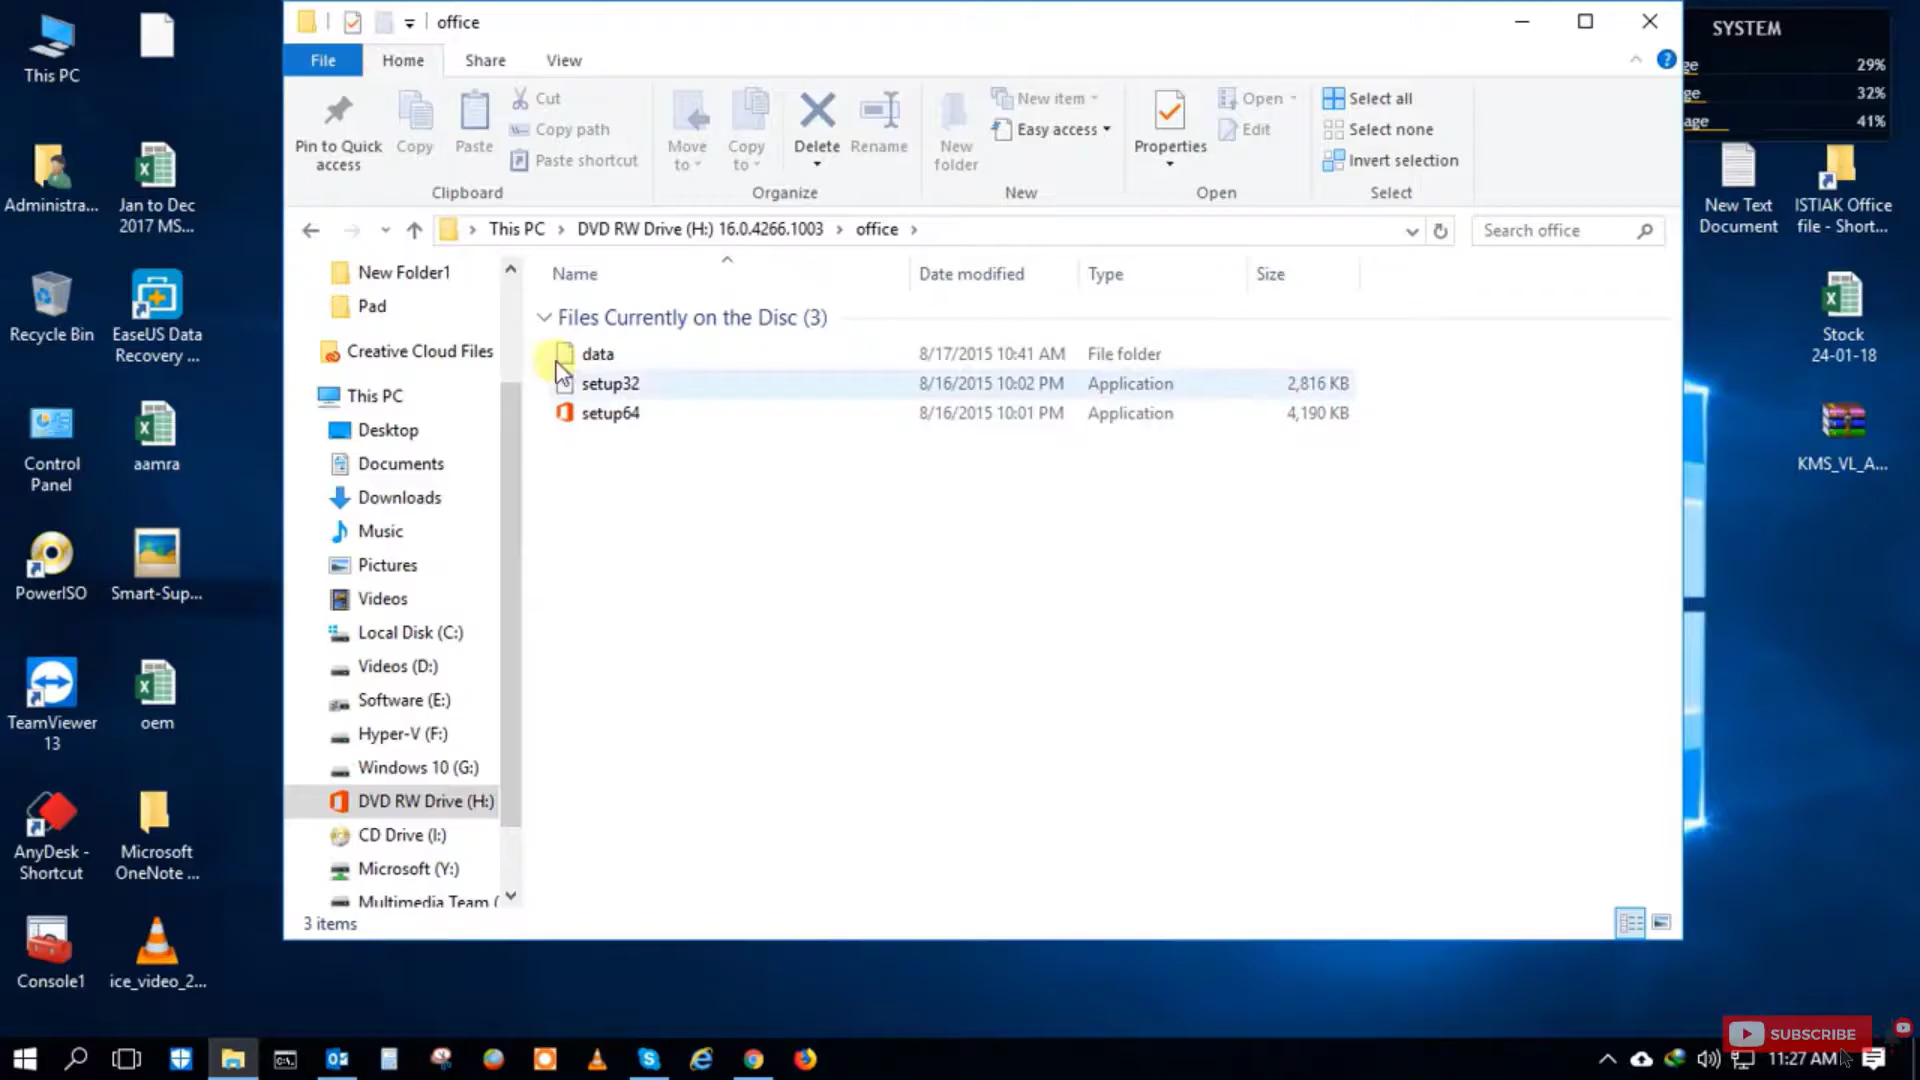 office
File
Home
Share
View
Pin to Quick
access
Copy
Paste
Cut
Copy path
Paste shortcut
Clipboard
Move
to
Copy
to
Delete
Rename
Organize
New
folder
New item
Easy access
New
Properties
Open
Edit
Open
Select all
Select none
Invert selection
Select
This PC
DVD RW Drive (H:) 16.0.4266.1003
office
Search office
New Folder1
Pad
Creative Cloud Files
This PC
Desktop
Documents
Downloads
Music
Pictures
Videos
Local Disk (C:)
Videos (D:)
Software (E:)
Hyper-V (F:)
Windows 10 (G:)
DVD RW Drive (H:)
CD Drive (I:)
Microsoft (Y:)
Multimedia Team (
Name
Date modified
Type
Size
Files Currently on the Disc (3)
data
8/17/2015 10:41 AM
File folder
setup32
8/16/2015 10:02 PM
Application
2,816 KB
setup64
8/16/2015 10:01 PM
Application
4,190 KB
3 items
This PC
Administra...
Jan to Dec
2017 MS...
Recycle Bin
EaseUS Data
Recovery ...
Control
Panel
aamra
PowerISO
Smart-Sup...
TeamViewer
13
oem
AnyDesk -
Shortcut
Microsoft
OneNote ...
Console1
ice_video_2...
SYSTEM
ge
29%
ge
32%
age
41%
New Text
Document
ISTIAK Office
file - Short...
Stock
24-01-18
KMS_VL_A...
SUBSCRIBE
11:27 AM